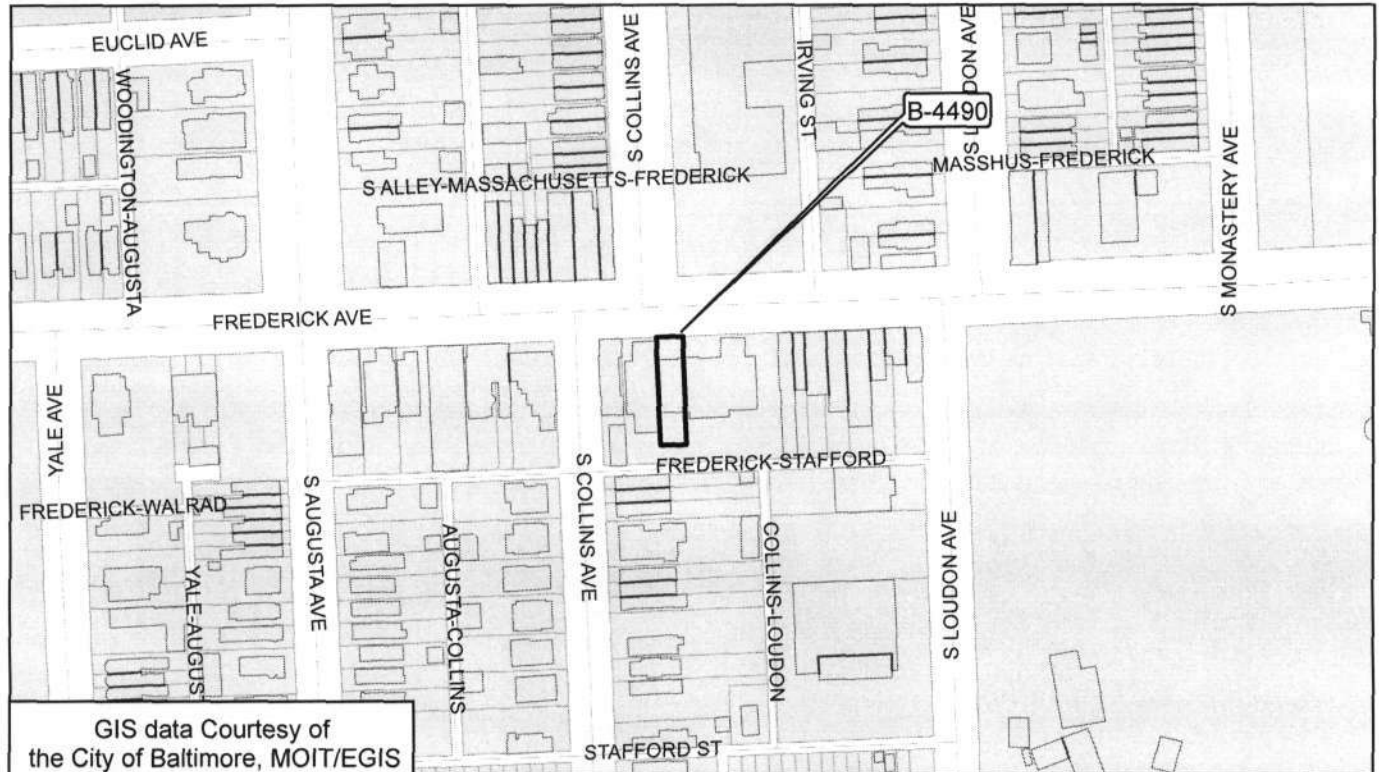 EUCLID AVE
WOODINGTON-AUGUSTA
S COLLINS AVE
IRVING ST
B-4490
S ALLEY-MASSACHUSETTS-FREDERICK
MASSHUS-FREDERICK
S MONASTERY AVE
FREDERICK AVE
YALE AVE
FREDERICK-WALRAD
YALE-AUGUST
S AUGUSTA AVE
AUGUSTA-COLLINS
S COLLINS AVE
FREDERICK-STAFFORD
COLLINS-LOUDON
S LOUDON AVE
STAFFORD ST
GIS data Courtesy of
the City of Baltimore, MOIT/EGIS